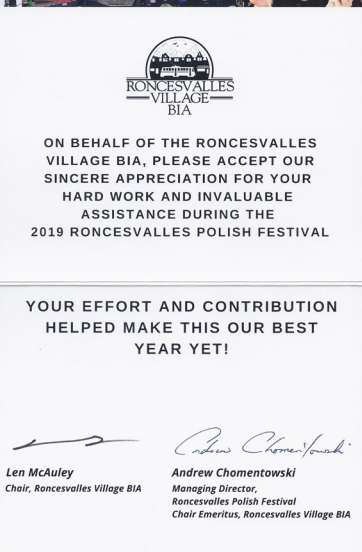 RONCESVALLES
VILLAGE
BIA
ON BEHALF OF THE RONCESVALLES
VILLAGE BIA, PLEASE ACCEPT OUR
SINCERE APPRECIATION FOR YOUR
HARD WORK AND INVALUABLE
ASSISTANCE DURING THE
2019 RONCESVALLES POLISH FESTIVAL
YOUR EFFORT AND CONTRIBUTION
HELPED MAKE THIS OUR BEST
YEAR YET!
Andrew Chomentowski
Len McAuley
Chair, Roncesvalles Village BIA
Andrew Chomentowski
Managing Director,
Roncesvalles Polish Festival
Chair Emeritus, Roncesvalles Village BIA